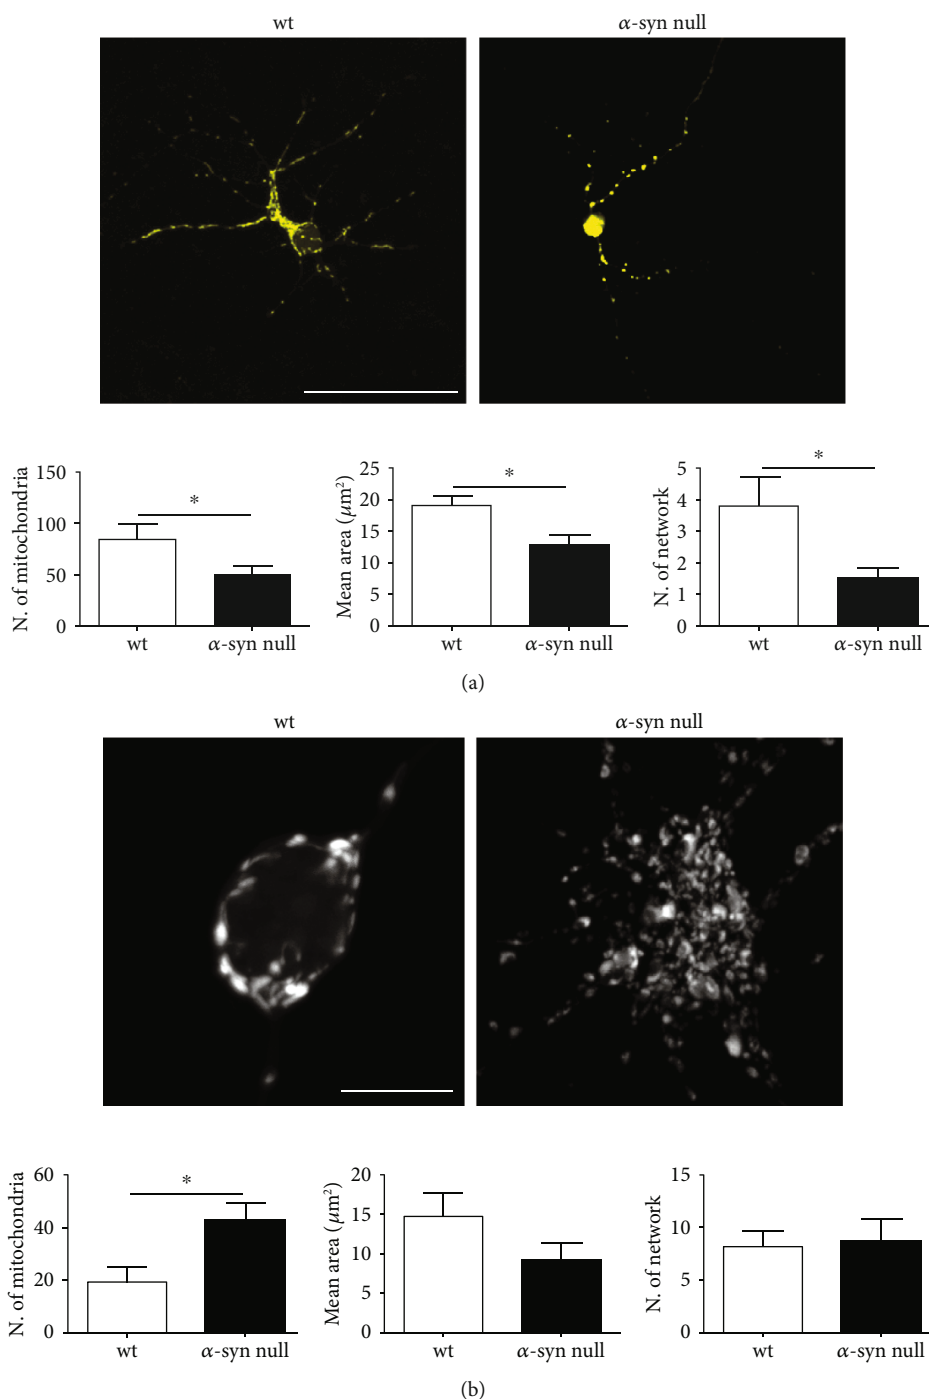 wt
α-syn null
N. of mitochondria
150
100
50
0
*
wt
α-syn null
Mean area (μm²)
25
20
15
10
5
0
*
wt
α-syn null
N. of network
5
4
3
2
1
0
*
wt
α-syn null
(a)
wt
α-syn null
N. of mitochondria
60
40
20
0
*
wt
α-syn null
Mean area (μm²)
20
15
10
5
0
wt
α-syn null
N. of network
15
10
5
0
wt
α-syn null
(b)